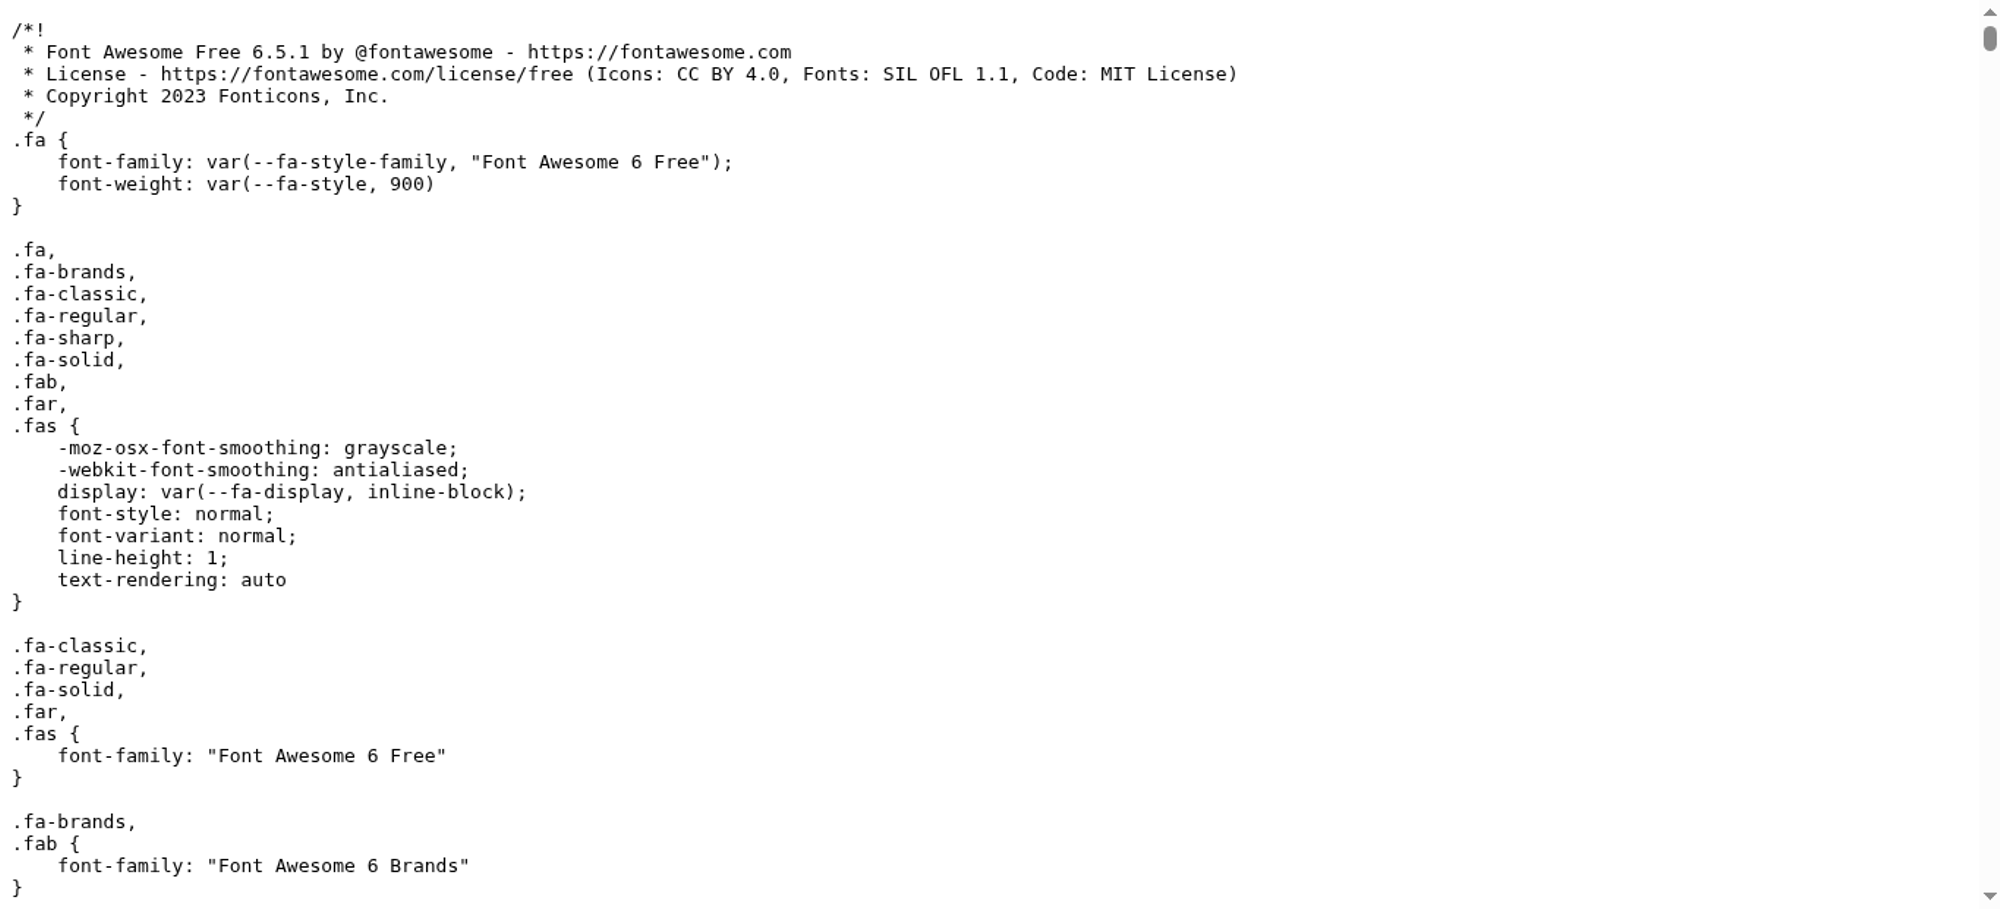 /*!
 * Font Awesome Free 6.5.1 by @fontawesome - https://fontawesome.com
 * License - https://fontawesome.com/license/free (Icons: CC BY 4.0, Fonts: SIL OFL 1.1, Code: MIT License)
 * Copyright 2023 Fonticons, Inc.
 */
.fa {
    font-family: var(--fa-style-family, "Font Awesome 6 Free");
    font-weight: var(--fa-style, 900)
}

.fa,
.fa-brands,
.fa-classic,
.fa-regular,
.fa-sharp,
.fa-solid,
.fab,
.far,
.fas {
    -moz-osx-font-smoothing: grayscale;
    -webkit-font-smoothing: antialiased;
    display: var(--fa-display, inline-block);
    font-style: normal;
    font-variant: normal;
    line-height: 1;
    text-rendering: auto
}

.fa-classic,
.fa-regular,
.fa-solid,
.far,
.fas {
    font-family: "Font Awesome 6 Free"
}

.fa-brands,
.fab {
    font-family: "Font Awesome 6 Brands"
}